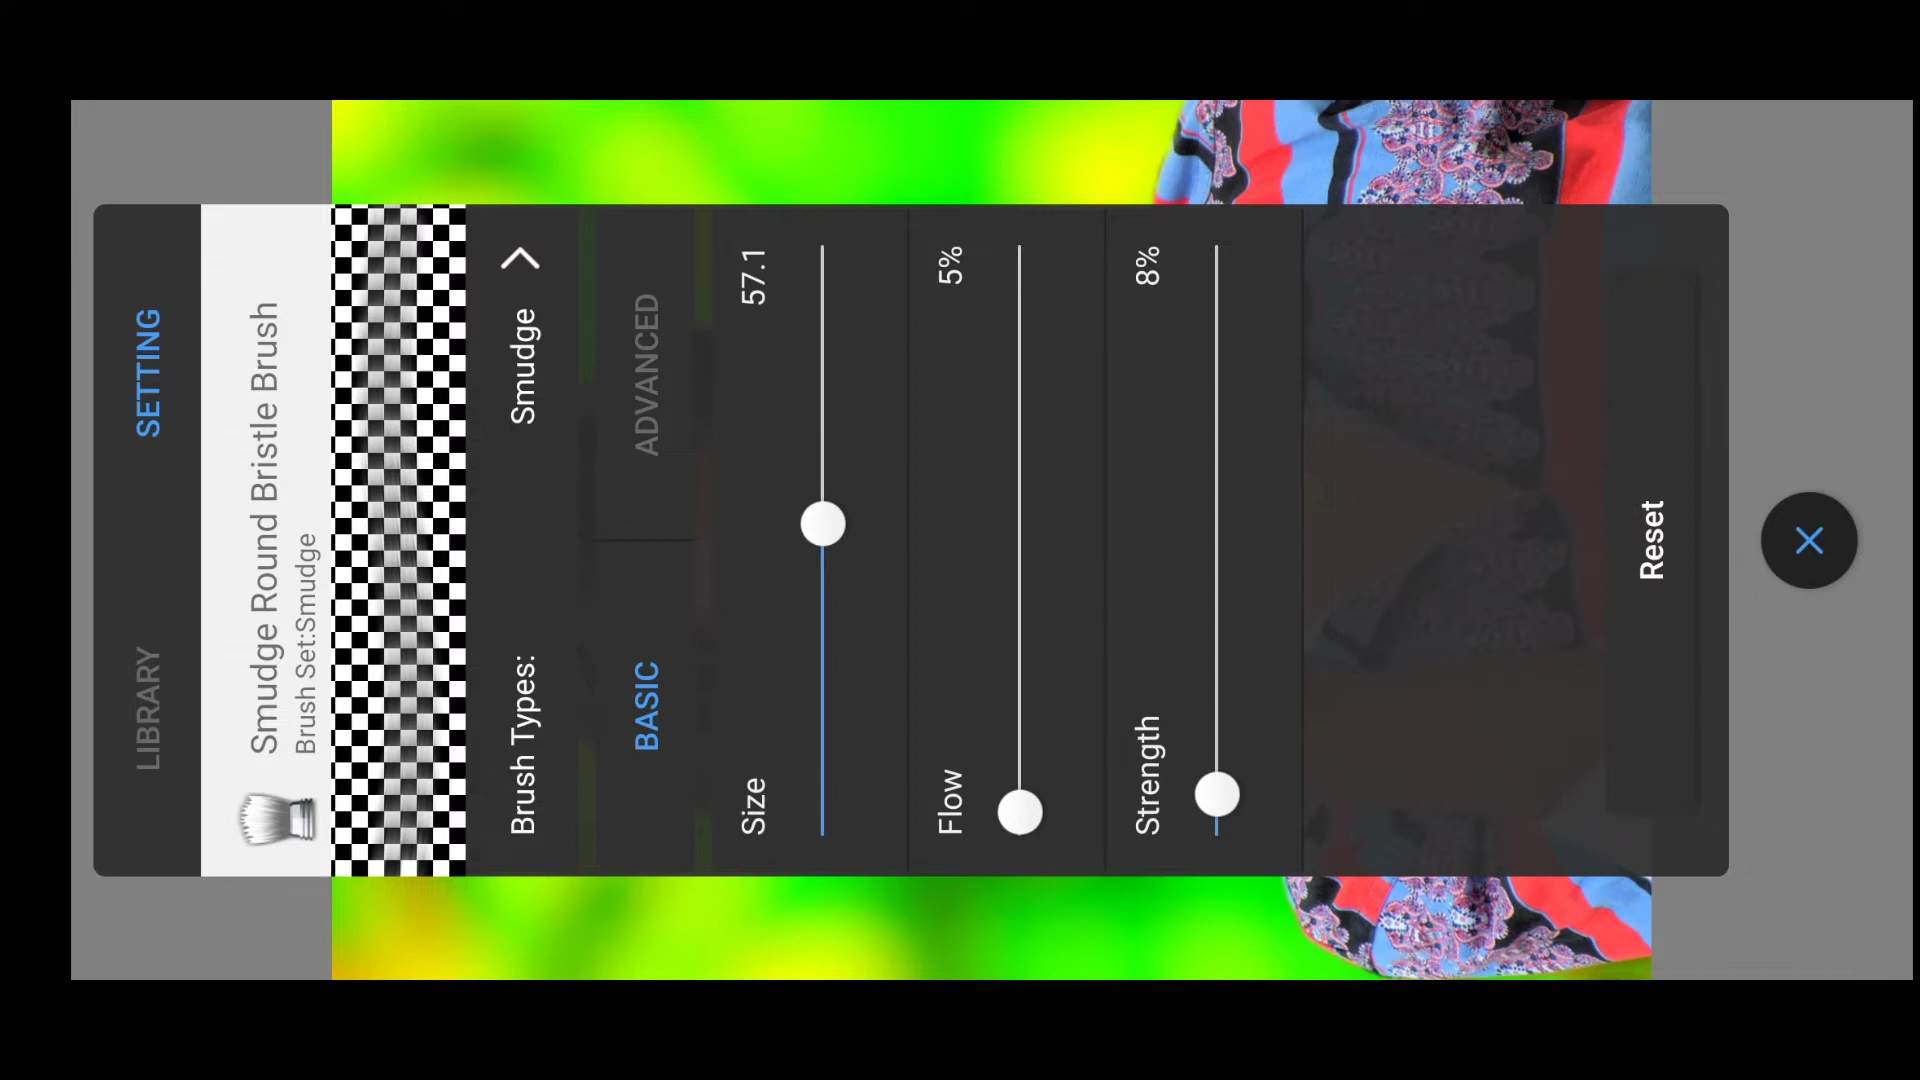 LIBRARY SETTING
Smudge Round Bristle Brush
Brush Set:Smudge
Brush Types: Smudge
BASIC ADVANCED
Size 57.1
Flow 5%
Strength 8%
Reset